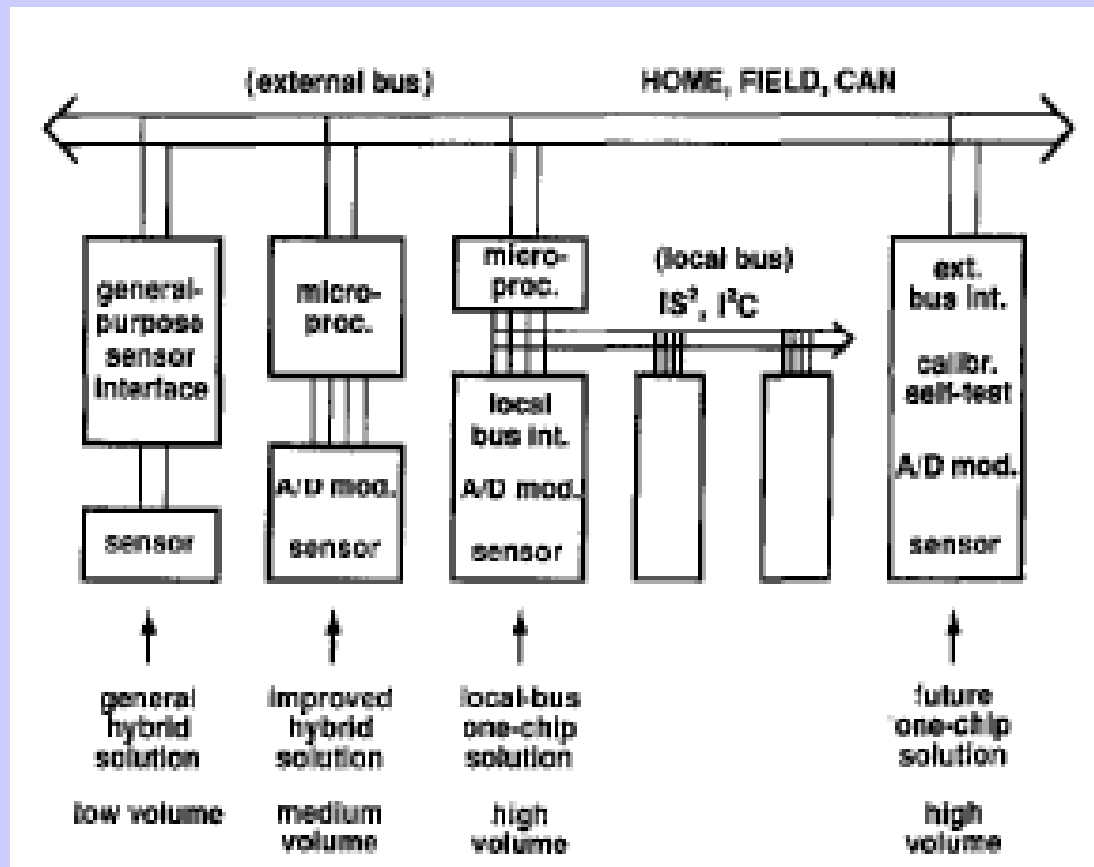 (external bus)
HOME, FIELD, CAN
general-
purpose
sensor
interface
sensor
micro-
proc.
A/D mod.
sensor
micro-
proc.
local
bus int.
A/D mod.
sensor
(local bus)
IS², I²C
ext.
bus int.
calibr.
self-test
A/D mod.
sensor
general
hybrid
solution
low volume
improved
hybrid
solution
medium
volume
local-bus
one-chip
solution
high
volume
future
one-chip
solution
high
volume